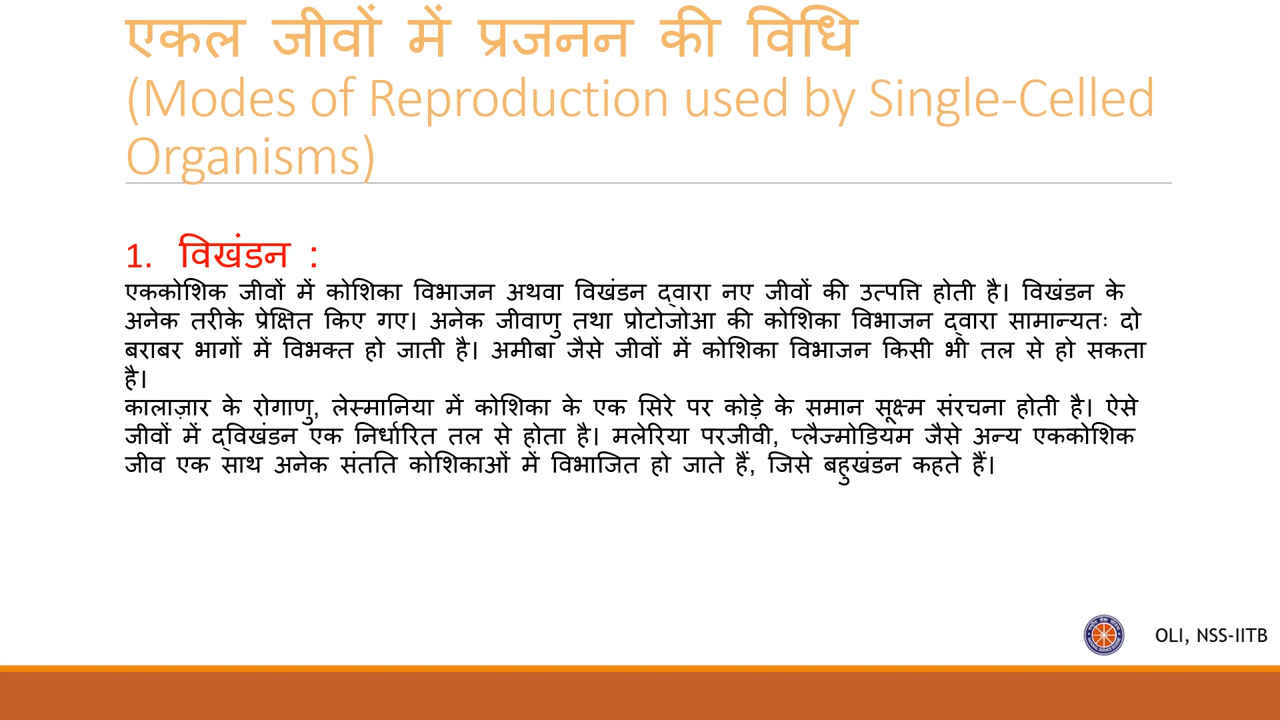 एकल जीवों में प्रजनन की विधि
(Modes of Reproduction used by Single-Celled
Organisms)
1. विखंडन :
एककोशिक जीवों में कोशिका विभाजन अथवा विखंडन द्वारा नए जीवों की उत्पत्ति होती है। विखंडन के
अनेक तरीके प्रेक्षित किए गए। अनेक जीवाणु तथा प्रोटोजोआ की कोशिका विभाजन द्वारा सामान्यतः दो
बराबर भागों में विभक्त हो जाती है। अमीबा जैसे जीवों में कोशिका विभाजन किसी भी तल से हो सकता
है।
कालाज़ार के रोगाणु, लेस्मानिया में कोशिका के एक सिरे पर कोड़े के समान सूक्ष्म संरचना होती है। ऐसे
जीवों में द्विखंडन एक निर्धारित तल से होता है। मलेरिया परजीवी, प्लैज्मोडियम जैसे अन्य एककोशिक
जीव एक साथ अनेक संतति कोशिकाओं में विभाजित हो जाते हैं, जिसे बहुखंडन कहते हैं।
OLI, NSS-IITB